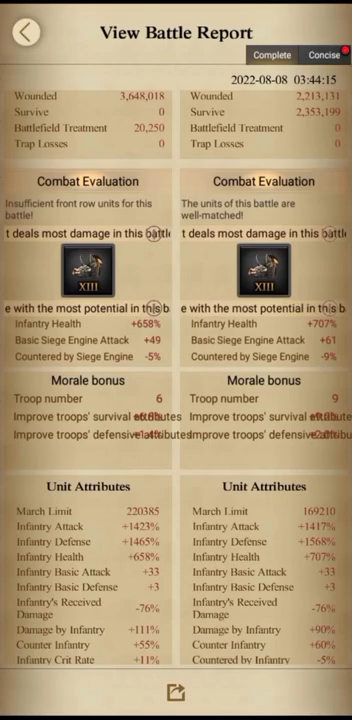 View Battle Report
Complete Concise
2022-08-08 03:44:15
Wounded 3,648,018 Wounded 2,213,131
Survive 0 Survive 2,353,199
Battlefield Treatment 20,250 Battlefield Treatment 0
Trap Losses 0 Trap Losses 0
Combat Evaluation Combat Evaluation
Insufficient front row units for this The units of this battle are
battle! well-matched!
t deals most damage in this battle t deals most damage in this battle
XIII XIII
e with the most potential in this b e with the most potential in this b
Infantry Health +658% Infantry Health +707%
Basic Siege Engine Attack +49 Basic Siege Engine Attack +61
Countered by Siege Engine -5% Countered by Siege Engine -9%
Morale bonus Morale bonus
Troop number 6 Troop number 9
Improve troops' survival attributes Improve troops' survival attribute
Improve troops' defensive attributes Improve troops' defensive attribute
Unit Attributes Unit Attributes
March Limit 220385 March Limit 169210
Infantry Attack +1423% Infantry Attack +1417%
Infantry Defense +1465% Infantry Defense +1568%
Infantry Health +658% Infantry Health +707%
Infantry Basic Attack +33 Infantry Basic Attack +33
Infantry Basic Defense +3 Infantry Basic Defense +3
Infantry's Received Damage -76% Infantry's Received Damage -76%
Damage by Infantry +111% Damage by Infantry +90%
Counter Infantry +55% Counter Infantry +60%
Infantry Crit Rate +11% Countered by Infantry -5%